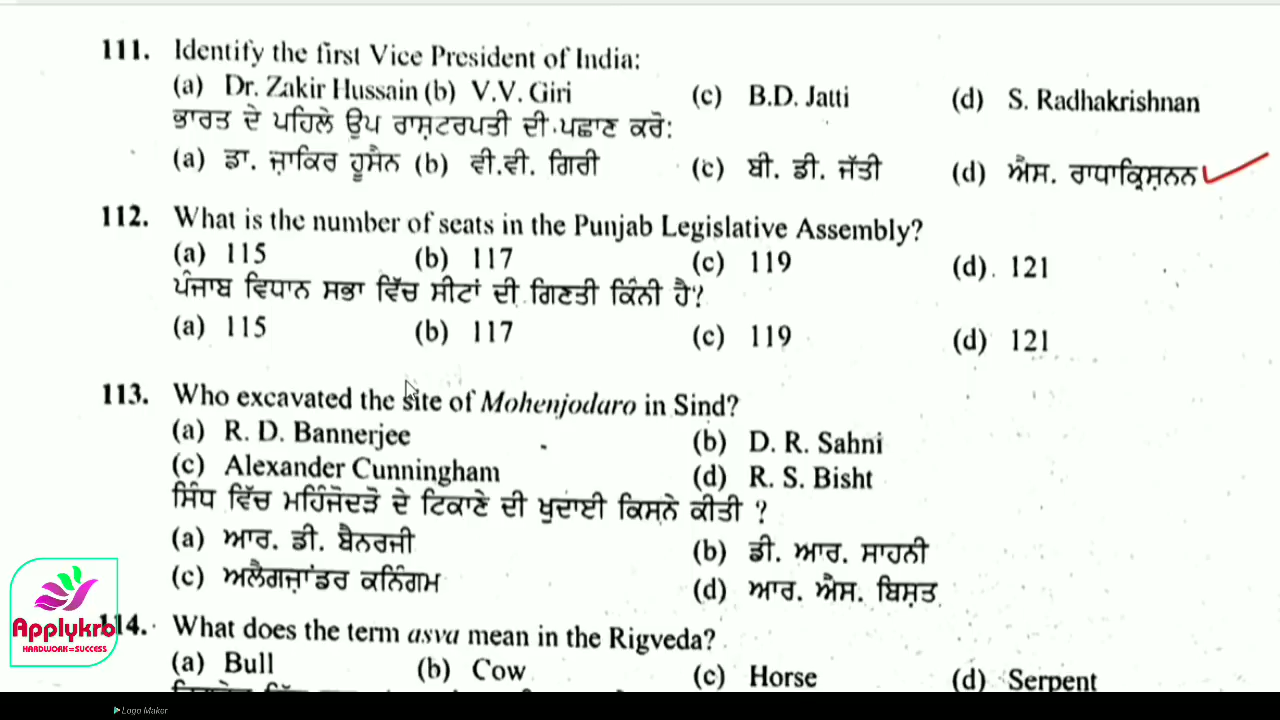 111. Identify the first Vice President of India:
(a) Dr. Zakir Hussain (b) V.V. Giri (c) B.D. Jatti (d) S. Radhakrishnan
ਭਾਰਤ ਦੇ ਪਹਿਲੇ ਉਪ ਰਾਸ਼ਟਰਪਤੀ ਦੀ ਪਛਾਣ ਕਰੋ:
(a) ਡਾ. ਜ਼ਾਕਿਰ ਹੂਸੈਨ (b) ਵੀ.ਵੀ. ਗਿਰੀ (c) ਬੀ. ਡੀ. ਜੱਤੀ (d) ਐਸ. ਰਾਧਾਕ੍ਰਿਸ਼ਨਨ
112. What is the number of seats in the Punjab Legislative Assembly?
(a) 115 (b) 117 (c) 119 (d) 121
ਪੰਜਾਬ ਵਿਧਾਨ ਸਭਾ ਵਿੱਚ ਸੀਟਾਂ ਦੀ ਗਿਣਤੀ ਕਿੰਨੀ ਹੈ?
(a) 115 (b) 117 (c) 119 (d) 121
113. Who excavated the site of Mohenjodaro in Sind?
(a) R. D. Bannerjee (b) D. R. Sahni
(c) Alexander Cunningham (d) R. S. Bisht
ਸਿੰਧ ਵਿੱਚ ਮਹਿੰਜੋਦੜੋ ਦੇ ਟਿਕਾਣੇ ਦੀ ਖੁਦਾਈ ਕਿਸਨੇ ਕੀਤੀ ?
(a) ਆਰ. ਡੀ. ਬੈਨਰਜੀ (b) ਡੀ. ਆਰ. ਸਾਹਨੀ
(c) ਅਲੈਗਜ਼ਾਂਡਰ ਕਨਿੰਗਮ (d) ਆਰ. ਐਸ. ਬਿਸ਼ਤ
114. What does the term asva mean in the Rigveda?
(a) Bull (b) Cow (c) Horse (d) Serpent
Applykro
HARDWORK=SUCCESS
Logo Maker